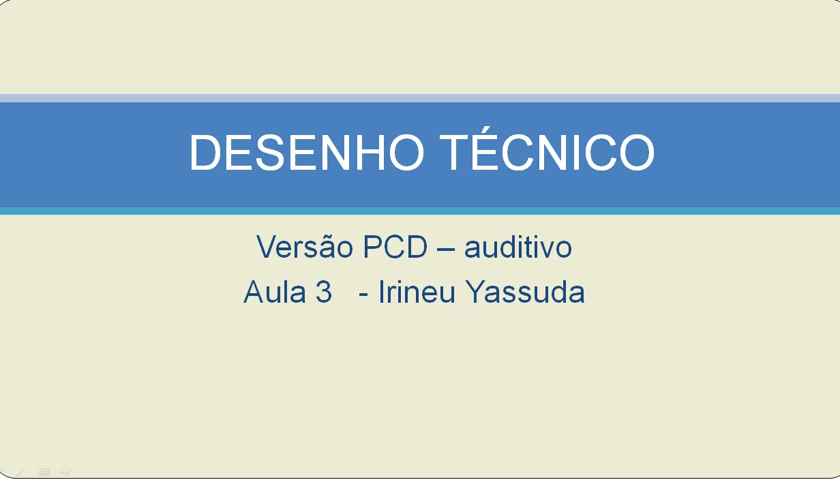 DESENHO TÉCNICO
Versão PCD – auditivo
Aula 3 - Irineu Yassuda